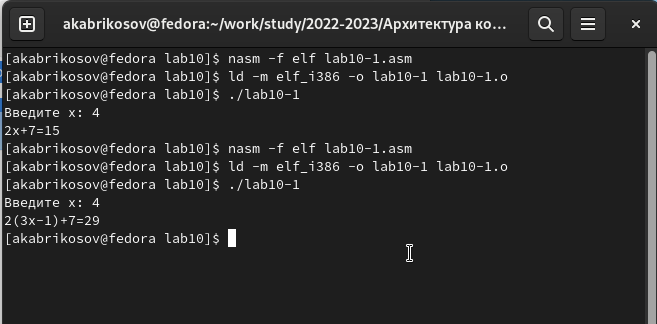 akabrikosov@fedora:~/work/study/2022-2023/Архитектура ко...
[akabrikosov@fedora lab10]$ nasm -f elf lab10-1.asm
[akabrikosov@fedora lab10]$ ld -m elf_i386 -o lab10-1 lab10-1.o
[akabrikosov@fedora lab10]$ ./lab10-1
Введите x: 4
2x+7=15
[akabrikosov@fedora lab10]$ nasm -f elf lab10-1.asm
[akabrikosov@fedora lab10]$ ld -m elf_i386 -o lab10-1 lab10-1.o
[akabrikosov@fedora lab10]$ ./lab10-1
Введите x: 4
2(3x-1)+7=29
[akabrikosov@fedora lab10]$